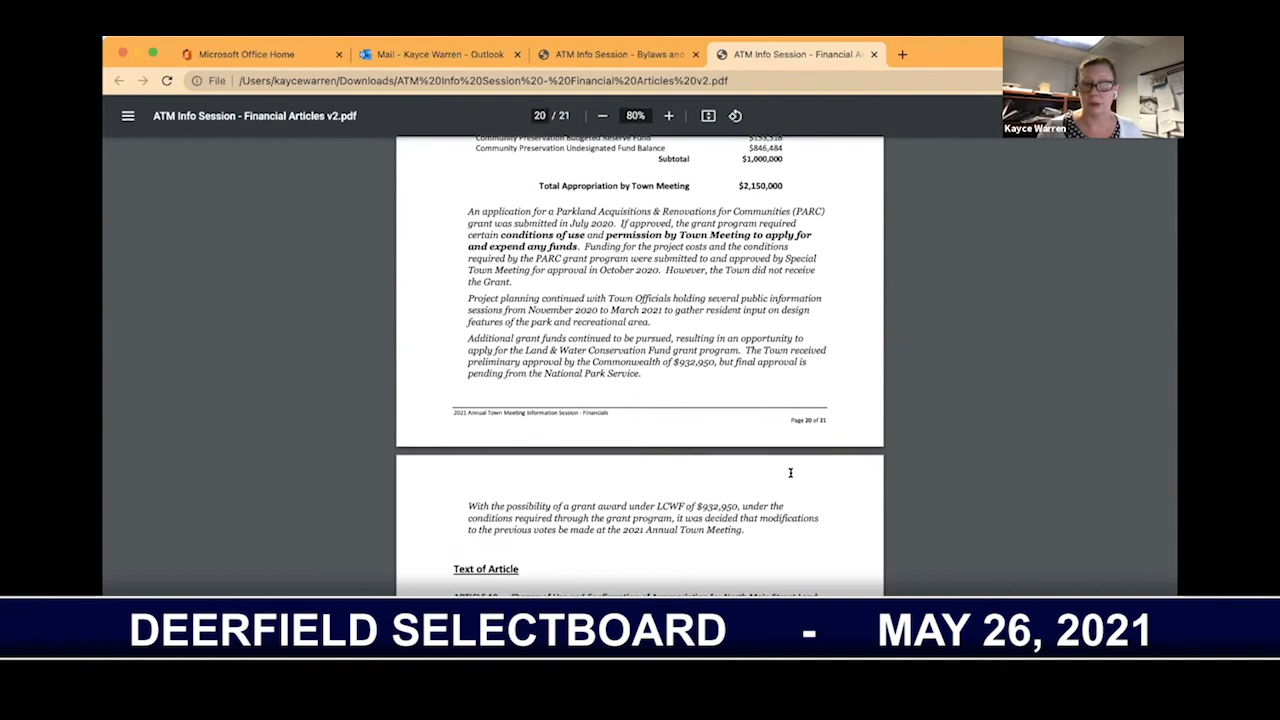 Microsoft Office Home
Mail - Kayce Warren - Outlook
ATM Info Session - Bylaws and
ATM Info Session - Financial A
File /Users/kaycewarren/Downloads/ATM%20Info%20Session%20-%20Financial%20Articles%20v2.pdf
Kayce Warren
ATM Info Session - Financial Articles v2.pdf
20 / 21
80%
Community Preservation Budgeted Reserve Fund $153,516
Community Preservation Undesignated Fund Balance $846,484
Subtotal $1,000,000
Total Appropriation by Town Meeting $2,150,000
An application for a Parkland Acquisitions & Renovations for Communities (PARC)
grant was submitted in July 2020. If approved, the grant program required
certain conditions of use and permission by Town Meeting to apply for
and expend any funds. Funding for the project costs and the conditions
required by the PARC grant program were submitted to and approved by Special
Town Meeting for approval in October 2020. However, the Town did not receive
the Grant.
Project planning continued with Town Officials holding several public information
sessions from November 2020 to March 2021 to gather resident input on design
features of the park and recreational area.
Additional grant funds continued to be pursued, resulting in an opportunity to
apply for the Land & Water Conservation Fund grant program. The Town received
preliminary approval by the Commonwealth of $932,950, but final approval is
pending from the National Park Service.
2021 Annual Town Meeting Information Session - Financials
Page 20 of 21
With the possibility of a grant award under LCWF of $932,950, under the
conditions required through the grant program, it was decided that modifications
to the previous votes be made at the 2021 Annual Town Meeting.
Text of Article
DEERFIELD SELECTBOARD - MAY 26, 2021